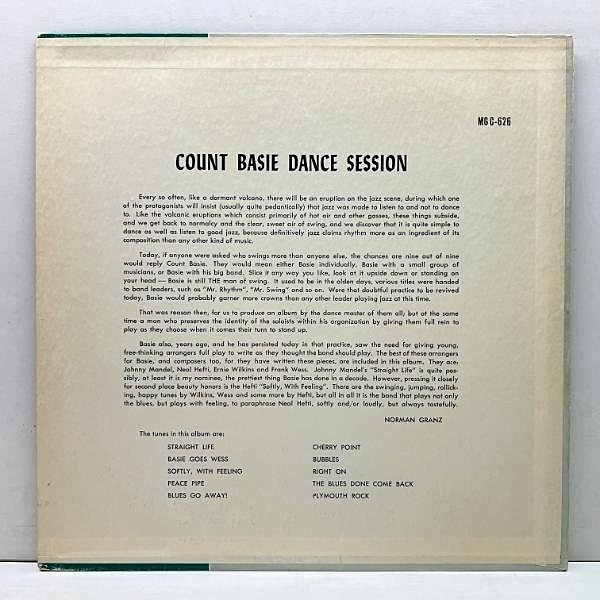 MG C-626
COUNT BASIE DANCE SESSION
Every so often, like a dormant volcano, there will be an eruption on the jazz scene, during which one
of the protagonists will insist (usually quite pedantically) that jazz was made to listen to and not to dance
to. Like the volcanic eruptions which consist primarily of hot air and other gasses, these things subside,
and we get back to normalcy and the clear, sweet air of swing, and we discover that it is quite simple to
dance as well as listen to good jazz, because definitively jazz claims rhythm more as an ingredient of its
composition than any other kind of music.
Today, if anyone were asked who swings more than anyone else, the chances are nine out of nine
would reply Count Basie. They would mean either Basie individually, Basie with a small group of
musicians, or Basie with his big band. Slice it any way you like, look at it upside down or standing on
your head — Basie is still THE man of swing. It used to be in the olden days, various titles were handed
to band leaders, such as "Mr. Rhythm", "Mr. Swing" and so on. Were that doubtful practice to be revived
today, Basie would probably garner more crowns than any other leader playing jazz at this time.
That was reason then, for us to produce an album by the dance master of them all; but at the same
time a man who preserves the identity of the soloists within his organization by giving them full rein to
play as they choose when it comes their turn to stand up.
Basie also, years ago, and he has persisted today in that practice, saw the need for giving young,
free-thinking arrangers full play to write as they thought the band should play. The best of these arrangers
for Basie, and composers too, for they have written these pieces, are included in this album. They are:
Johnny Mandel, Neal Hefti, Ernie Wilkins and Frank Wess. Johnny Mandel's "Straight Life" is quite pos-
sibly, at least it is my nominee, the prettiest thing Basie has done in a decade. However, pressing it closely
for second place beauty honors is the Hefti "Softly, With Feeling". There are the swinging, jumping, rollick-
ing, happy tunes by Wilkins, Wess and some more by Hefti, but all in all it is the band that plays not only
the blues, but plays with feeling, to paraphrase Neal Hefti, softly and/or loudly, but always tastefully.
NORMAN GRANZ
The tunes in this album are:
STRAIGHT LIFE
BASIE GOES WESS
SOFTLY, WITH FEELING
PEACE PIPE
BLUES GO AWAY!
CHERRY POINT
BUBBLES
RIGHT ON
THE BLUES DONE COME BACK
PLYMOUTH ROCK